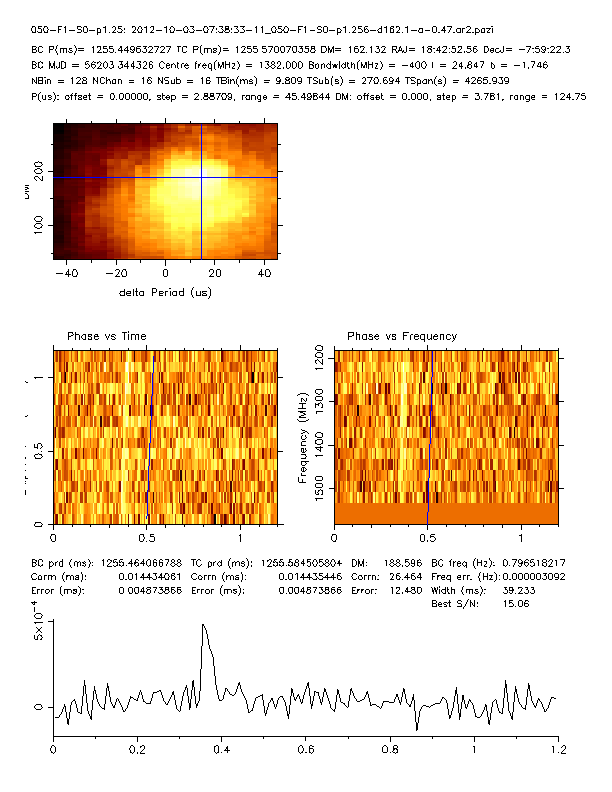 050-F1-S0-p1.25: 2012-10-03-07:38:33-11_050-F1-S0-p1.256-d162.1-a-0.47.ar2.pazi
BC P(ms)= 1255.449632727 TC P(ms)= 1255.570070358 DM= 162.132 RAJ= 18:42:52.56 DecJ= -7:59:22.3
BC MJD = 56203.344326 Centre freq(MHz) = 1382.000 Bandwidth(MHz) = -400 l = 24.847 b = -1.746
NBin = 128 NChan = 16 NSub = 16 TBin(ms) = 9.809 TSub(s) = 270.694 TSpan(s) = 4265.939
P(us): offset = 0.00000, step = 2.88709, range = 45.49844 DM: offset = 0.000, step = 3.781, range = 124.75
200
100
-40 -20 0 20 40
delta Period (us)
Phase vs Time
1
0.5
0
0 0.5 1
Phase vs Frequency
Frequency (MHz)
1200
1300
1400
1500
0 0.5 1
BC prd (ms): 1255.464066788 TC prd (ms): 1255.584505804 DM: 188.596 BC freq (Hz): 0.796518217
Corrn (ms): 0.014434061 Corrn (ms): 0.014435446 Corrn: 26.464 Freq err. (Hz): 0.000003092
Error (ms): 0.004873866 Error (ms): 0.004873866 Error: 12.480 Width (ms): 39.233
Best S/N: 15.06
5×10⁻⁴
0
0 0.2 0.4 0.6 0.8 1 1.2